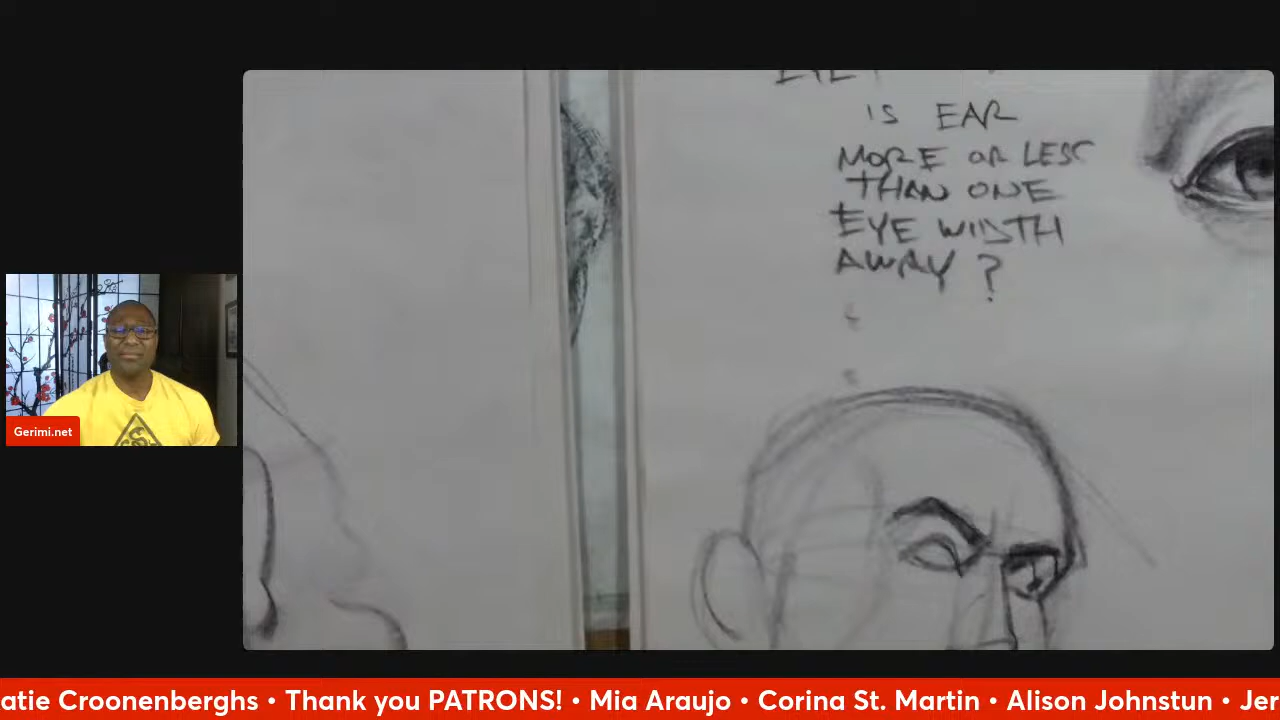 IS EAR
MORE OR LESS
THAN ONE
EYE WIDTH
AWAY ?
Gerimi.net
atie Croonenberghs • Thank you PATRONS! • Mia Araujo • Corina St. Martin • Alison Johnstun • Jer